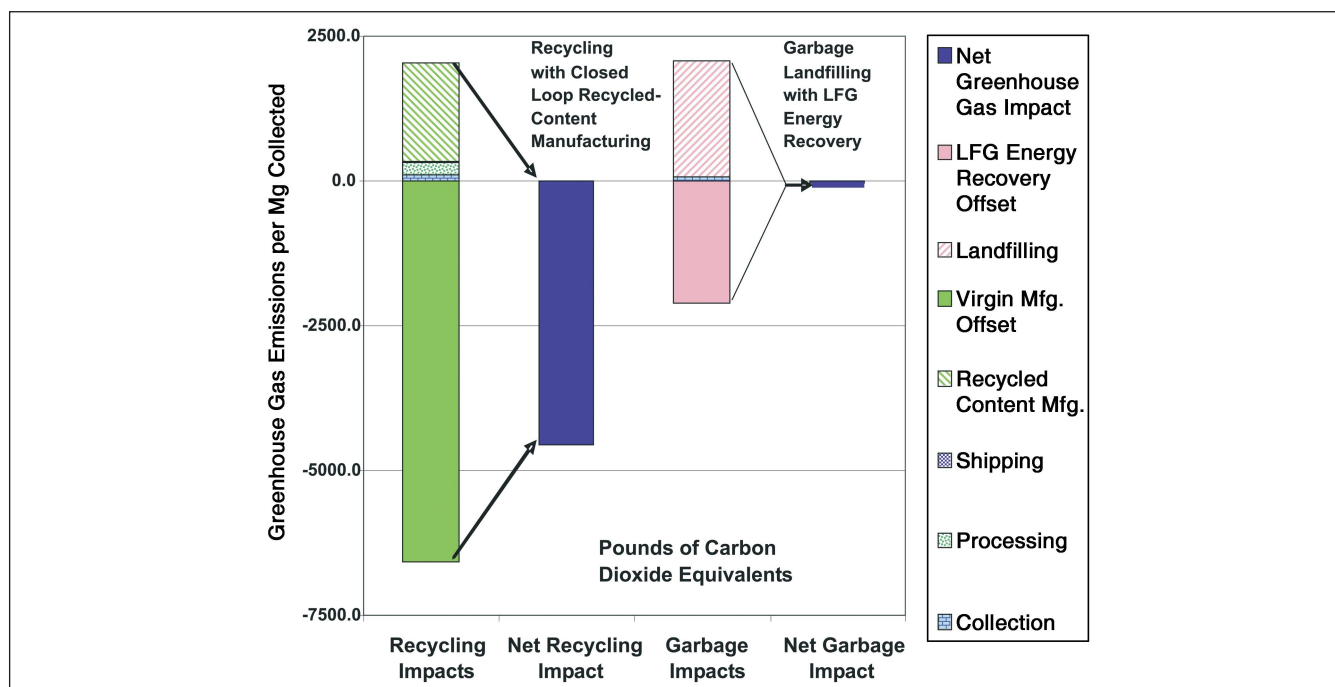 Greenhouse Gas Emissions per Mg Collected
2500.0
0.0
-2500.0
-5000.0
-7500.0
Recycling
with Closed
Loop Recycled-
Content
Manufacturing
Garbage
Landfilling
with LFG
Energy
Recovery
Pounds of Carbon
Dioxide Equivalents
Recycling
Impacts
Net Recycling
Impact
Garbage
Impacts
Net Garbage
Impact
Net
Greenhouse
Gas Impact
LFG Energy
Recovery
Offset
Landfilling
Virgin Mfg.
Offset
Recycled
Content Mfg.
Shipping
Processing
Collection